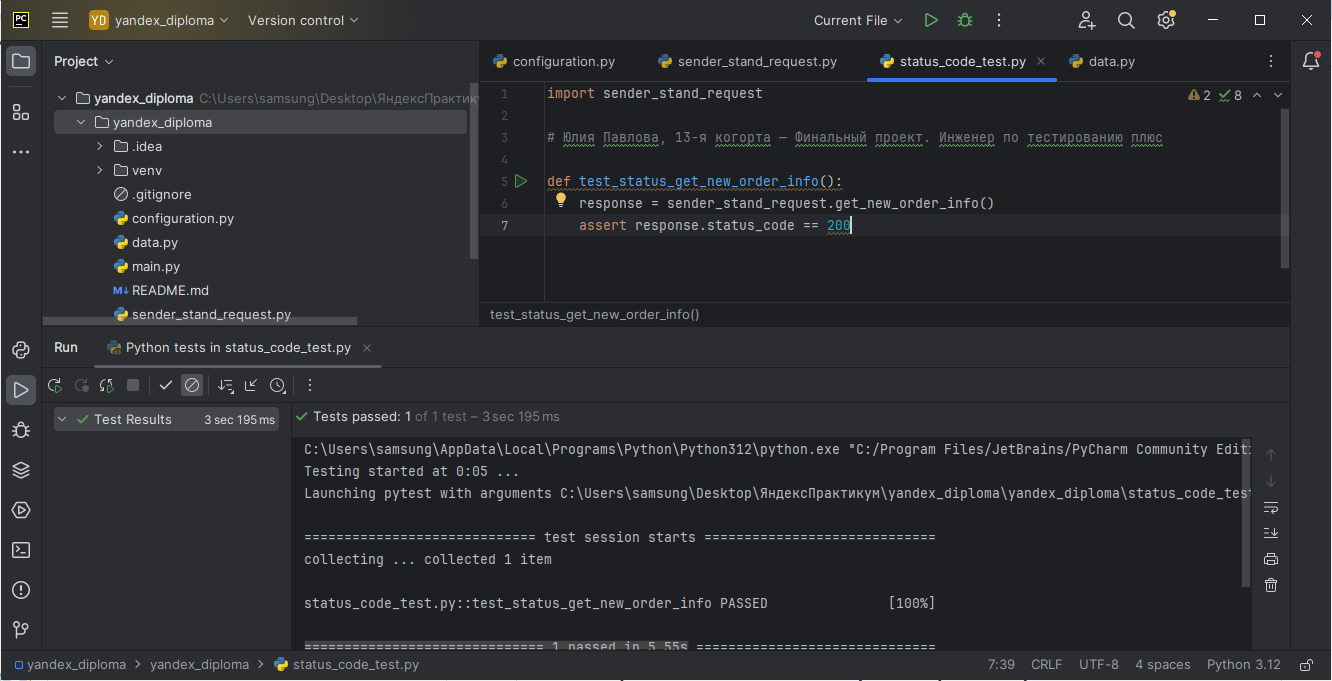 PC YD yandex_diploma Version control Current File
Project
configuration.py sender_stand_request.py status_code_test.py data.py
yandex_diploma C:\Users\samsung\Desktop\ЯндексПрактик
yandex_diploma
.idea
venv
.gitignore
configuration.py
data.py
main.py
M↓ README.md
sender_stand_request.py
1 import sender_stand_request
2 8
2
3 # Юлия Павлова, 13-я когорта — Финальный проект. Инженер по тестированию плюс
4
5 def test_status_get_new_order_info():
6 response = sender_stand_request.get_new_order_info()
7 assert response.status_code == 200
test_status_get_new_order_info()
Run Python tests in status_code_test.py
Test Results 3 sec 195 ms
Tests passed: 1 of 1 test – 3 sec 195 ms
C:\Users\samsung\AppData\Local\Programs\Python\Python312\python.exe "C:/Program Files/JetBrains/PyCharm Community Editi
Testing started at 0:05 ...
Launching pytest with arguments C:\Users\samsung\Desktop\ЯндексПрактикум\yandex_diploma\yandex_diploma\status_code_test
============================= test session starts =============================
collecting ... collected 1 item
status_code_test.py::test_status_get_new_order_info PASSED [100%]
============================== 1 passed in 5.55s ==============================
yandex_diploma > yandex_diploma > status_code_test.py 7:39 CRLF UTF-8 4 spaces Python 3.12